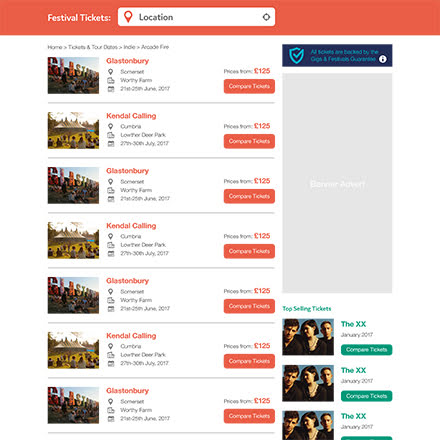 Festival Tickets:
Location
Home > Tickets & Tour Dates > Indie > Arcade Fire
Glastonbury
Somerset
Worthy Farm
21st-25th June, 2017
Prices from: £125
Compare Tickets
Kendal Calling
Cumbria
Lowther Deer Park
27th-30th July, 2017
Prices from: £125
Compare Tickets
Glastonbury
Somerset
Worthy Farm
21st-25th June, 2017
Prices from: £125
Compare Tickets
Kendal Calling
Cumbria
Lowther Deer Park
27th-30th July, 2017
Prices from: £125
Compare Tickets
Glastonbury
Somerset
Worthy Farm
21st-25th June, 2017
Prices from: £125
Compare Tickets
Kendal Calling
Cumbria
Lowther Deer Park
27th-30th July, 2017
Prices from: £125
Compare Tickets
Glastonbury
Somerset
Worthy Farm
21st-25th June, 2017
Prices from: £125
Compare Tickets
All tickets are backed by the
Gigs & Festivals Guarantee
Banner Advert
Top Selling Tickets
The XX
January, 2017
Compare Tickets
The XX
January, 2017
Compare Tickets
The XX
January, 2017
Compare Tickets